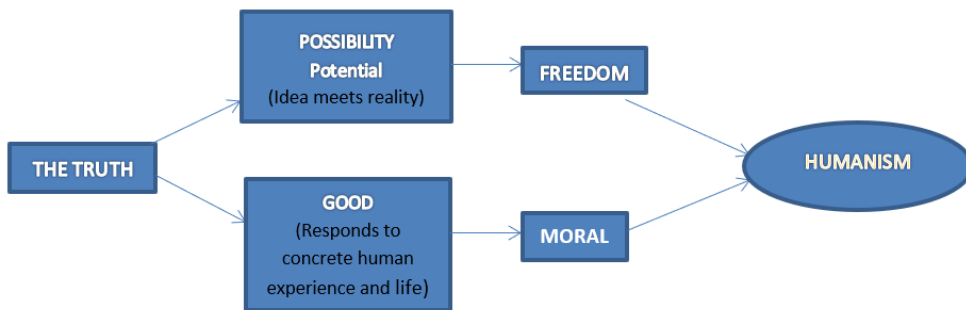 POSSIBILITY
Potential
(Idea meets reality)
FREEDOM
THE TRUTH
HUMANISM
GOOD
(Responds to
concrete human
experience and life)
MORAL